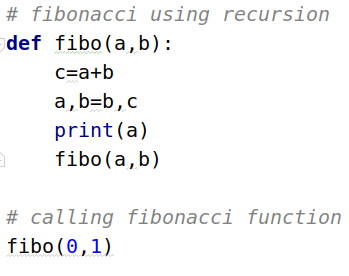 # fibonacci using recursion
def fibo(a,b):
    c=a+b
    a,b=b,c
    print(a)
    fibo(a,b)

# calling fibonacci function
fibo(0,1)